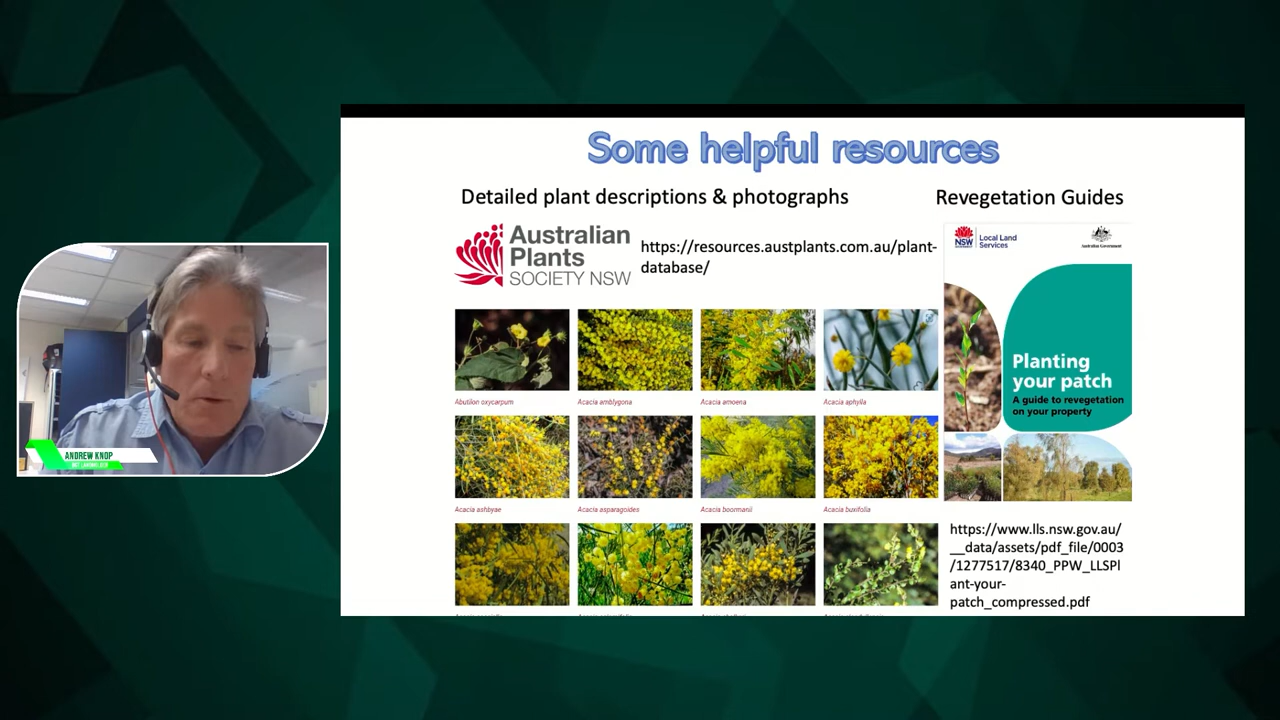 Some helpful resources
Detailed plant descriptions & photographs
Revegetation Guides
Australian
Plants
SOCIETY NSW
https://resources.austplants.com.au/plant-
database/
NSW
Local Land
Services
Australian Government
Abutilon oxycarpum
Acacia amblygona
Acacia amoena
Acacia aphylla
Planting
your patch
A guide to revegetation
on your property
Acacia ashbyae
Acacia asparagoides
Acacia boormanii
Acacia buxifolia
https://www.lls.nsw.gov.au/
__data/assets/pdf_file/0003
/1277517/8340_PPW_LLSPl
ant-your-
patch_compressed.pdf
ANDREW KNOP